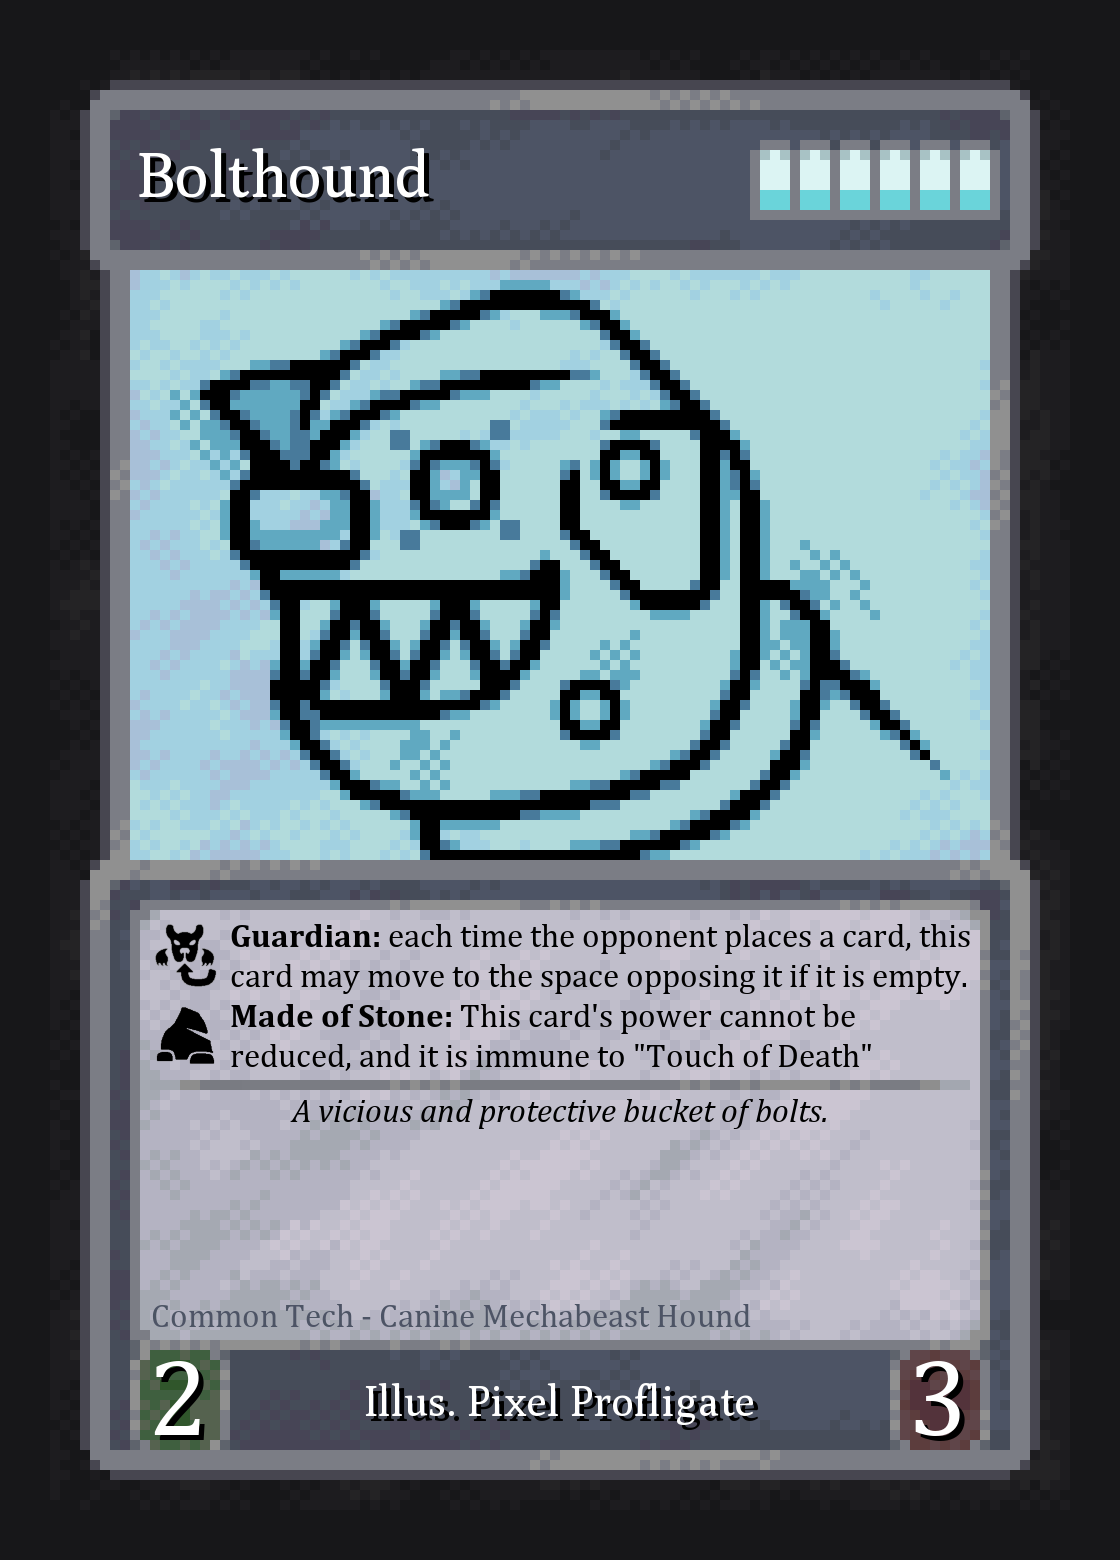 Bolthound
Guardian: each time the opponent places a card, this
card may move to the space opposing it if it is empty.
Made of Stone: This card's power cannot be
reduced, and it is immune to "Touch of Death"
A vicious and protective bucket of bolts.
Common Tech - Canine Mechabeast Hound
2
Illus. Pixel Profligate
3